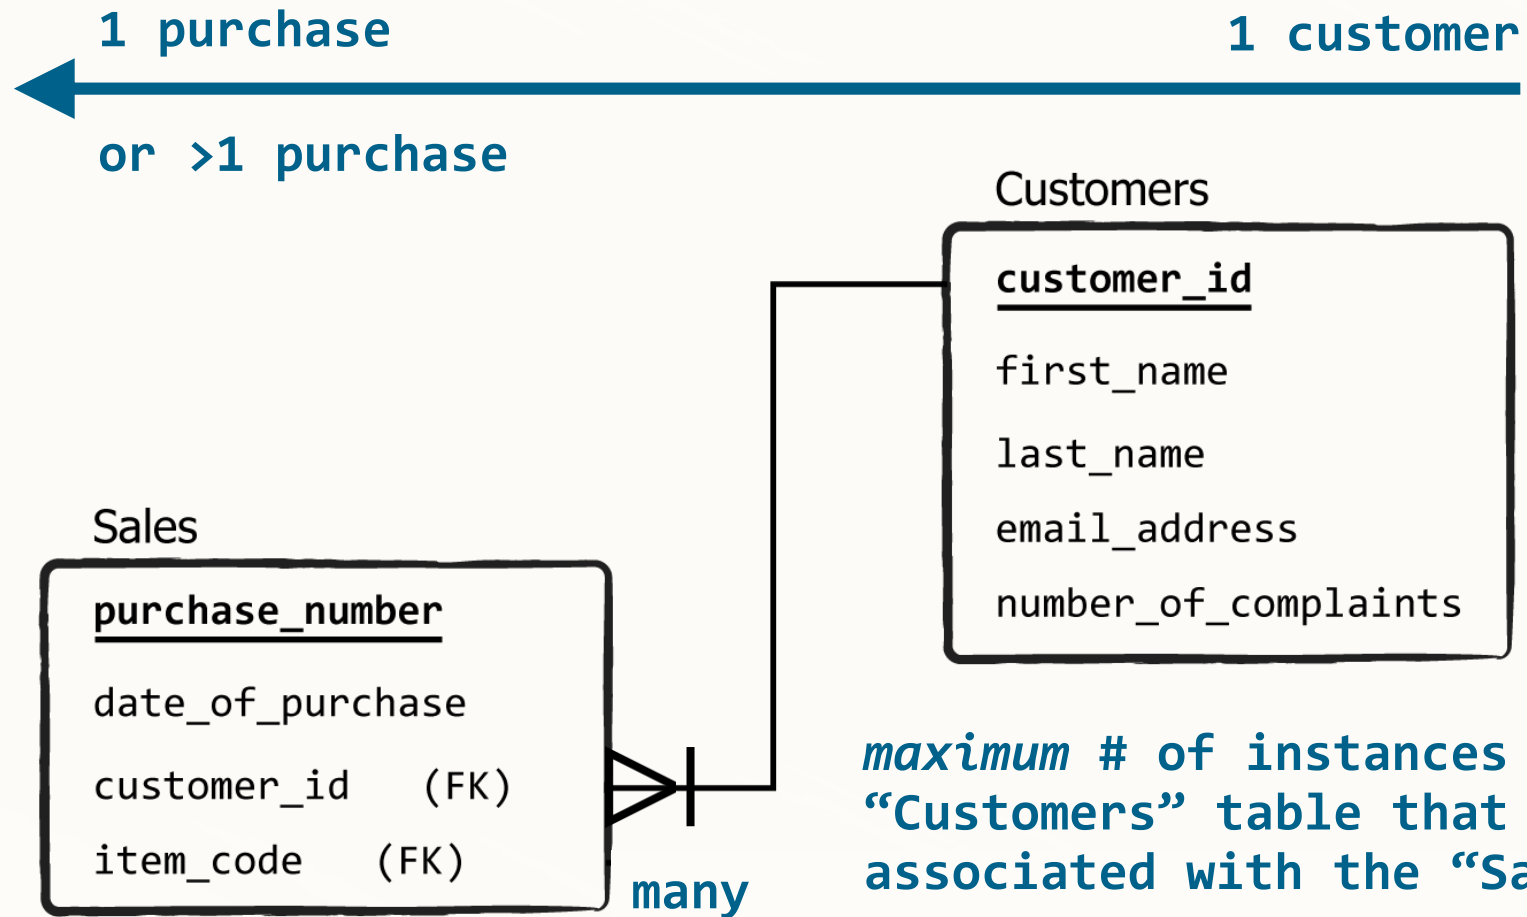 1 purchase
1 customer
or >1 purchase
Customers
customer_id
first_name
last_name
email_address
number_of_complaints
Sales
purchase_number
date_of_purchase
customer_id (FK)
item_code (FK)
many
maximum # of instances
“Customers” table that
associated with the “Sa